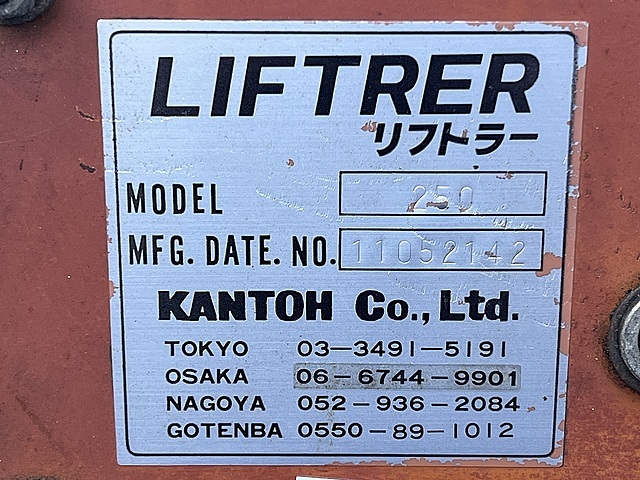 LIFTRER
リフトラー
MODEL 250
MFG. DATE. NO. 11052142
KANTOH Co., Ltd.
TOKYO 03-3491-5191
OSAKA 06-6744-9901
NAGOYA 052-936-2084
GOTENBA 0550-89-1012